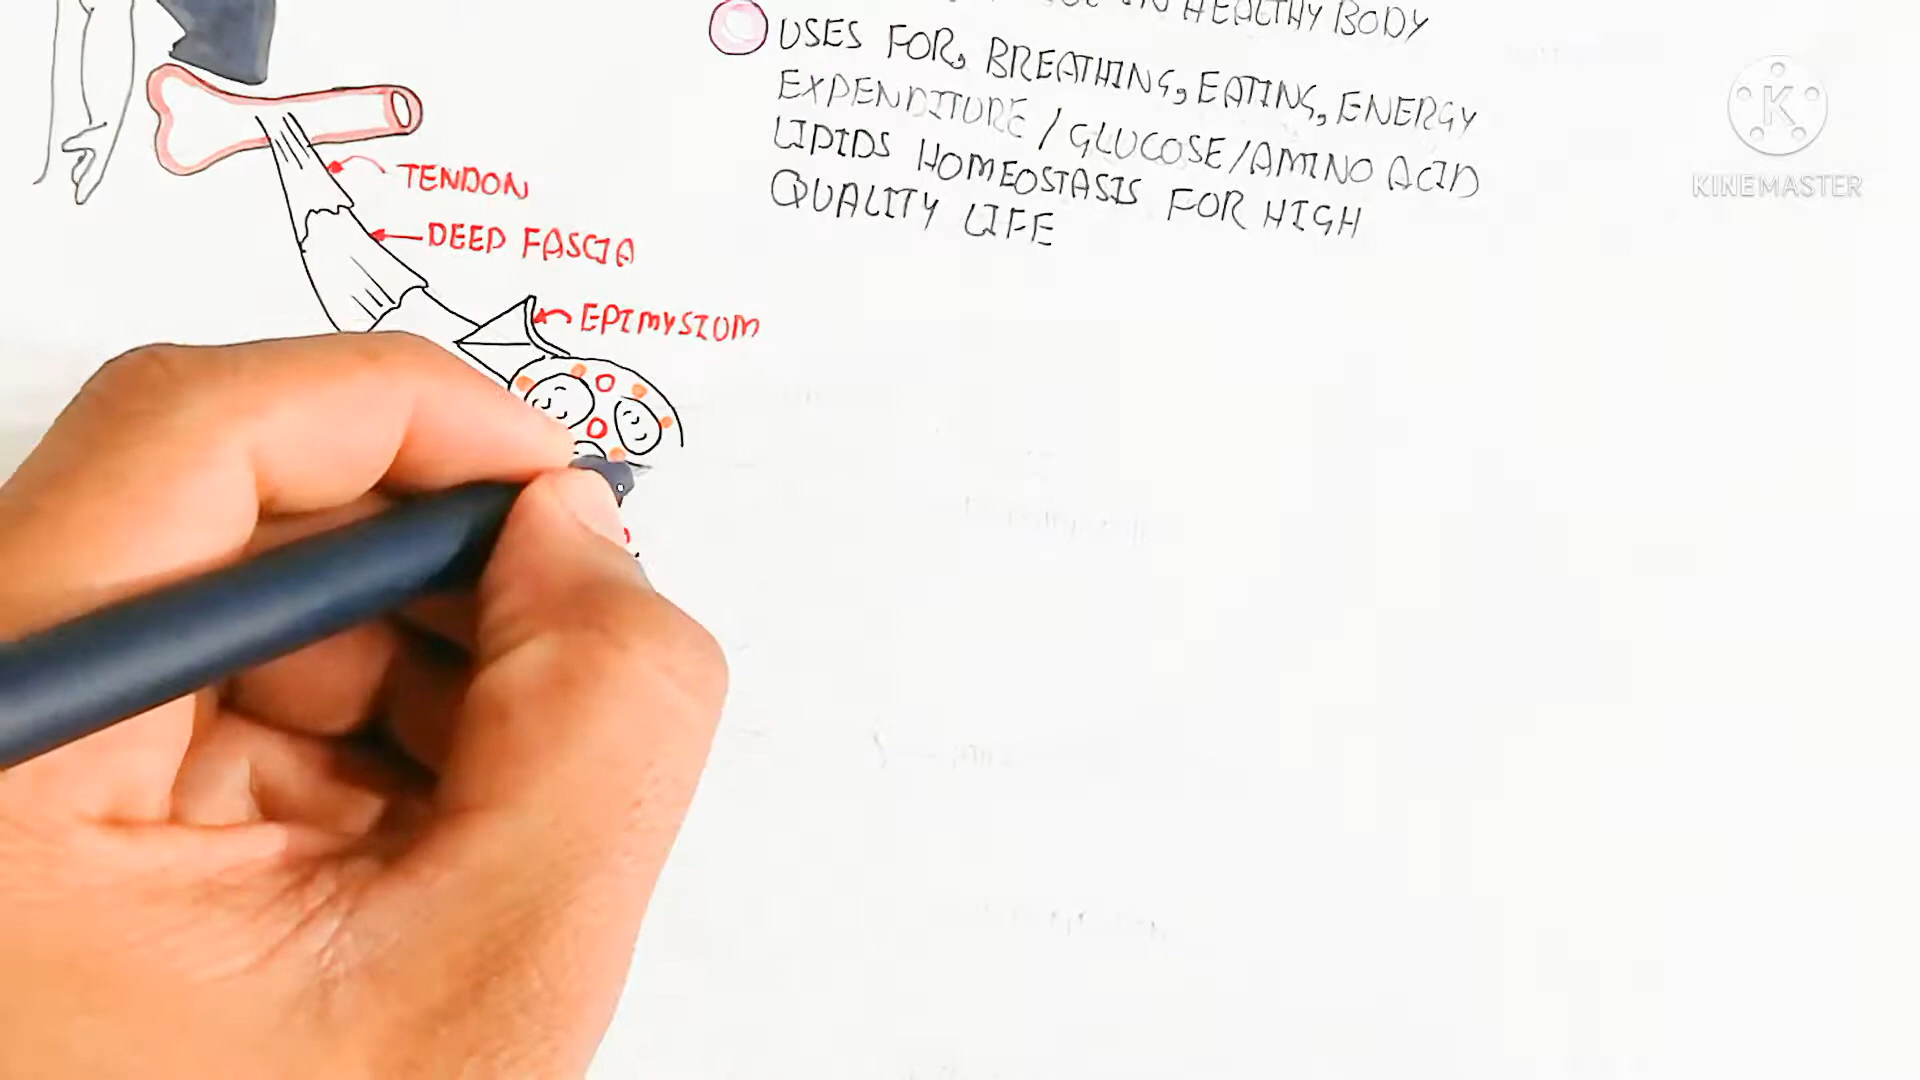 IN HEALTHY BODY
USES FOR, BREATHING, EATING, ENERGY
EXPENDITURE / GLUCOSE/AMINO ACID
LIPIDS HOMEOSTASIS FOR HIGH
QUALITY LIFE
TENDON
DEEP FASCIA
EPIMYSIUM
KINEMASTER